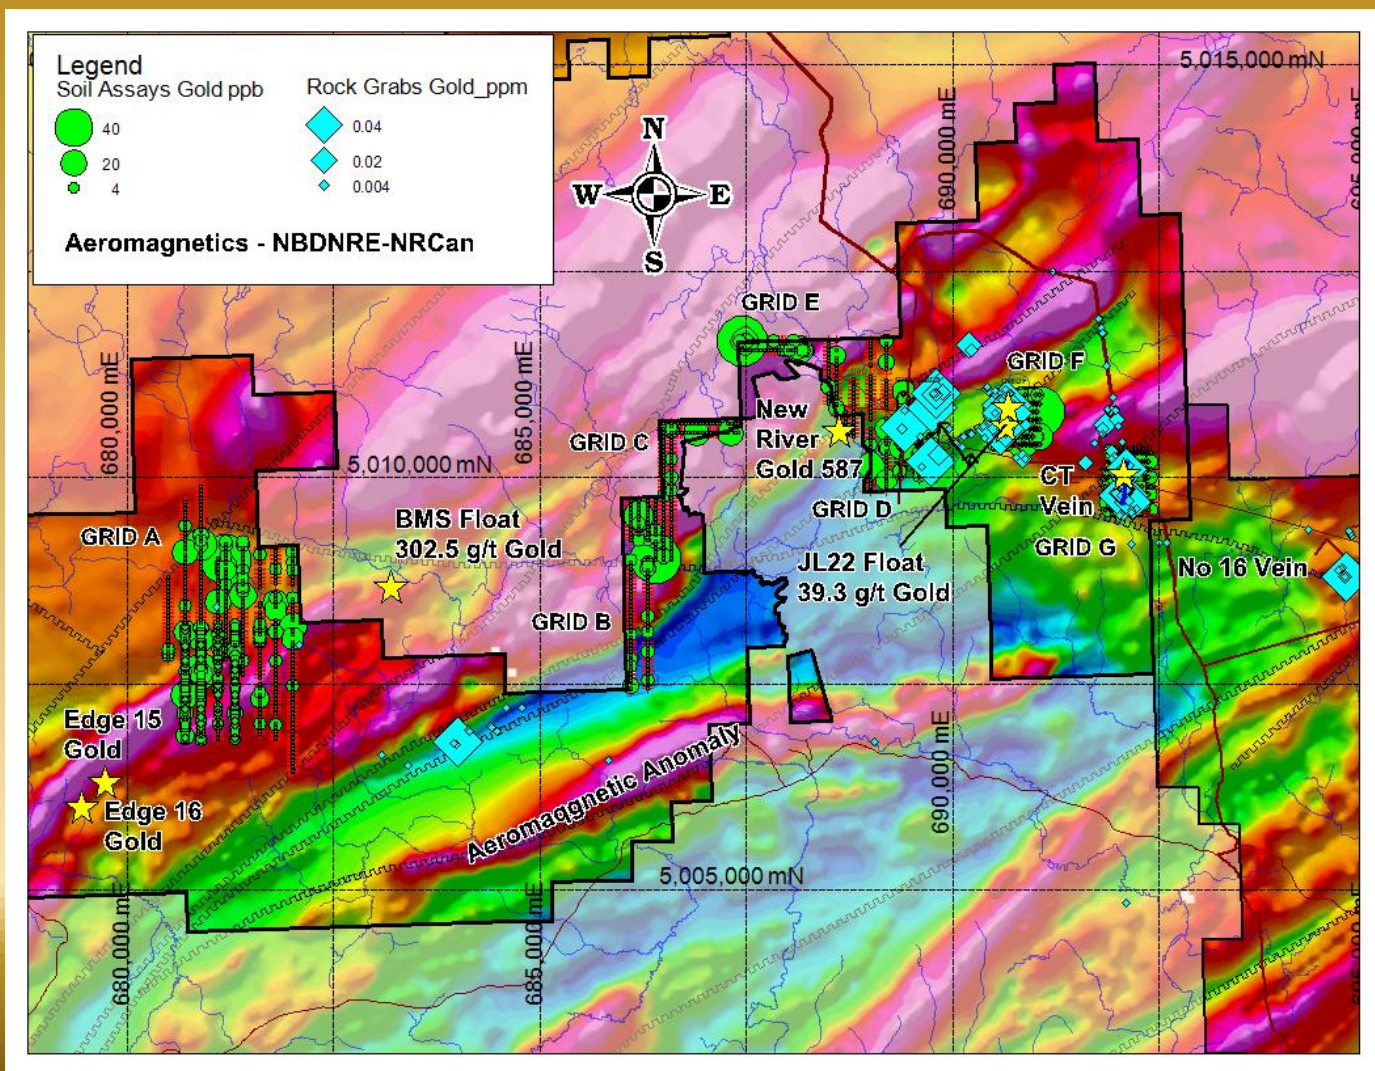 Legend
Soil Assays Gold ppb
Rock Grabs Gold_ppm
40
0.04
20
0.02
4
0.004
Aeromagnetics - NBDNRE-NRCan
N
W
E
S
5,015,000 mN
690,000 mE
GRID E
GRID F
680,000 mE
685,000 mE
New
River
Gold 587
GRID C
5,010,000 mN
CT
Vein
GRID A
BMS Float
302.5 g/t Gold
GRID D
GRID G
JL22 Float
39.3 g/t Gold
No 16 Vein
GRID B
Edge 15
Gold
Aeromaqgnetic Anomaly
690,000 mE
Edge 16
Gold
5,005,000 mN
680,000 mE
685,000 mE